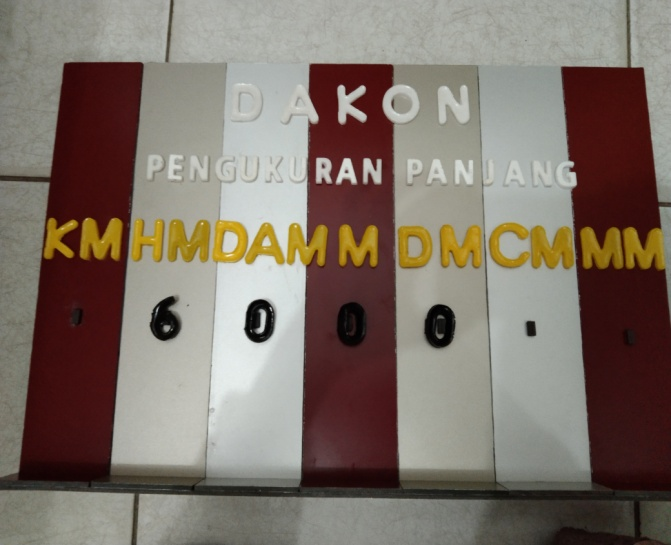 DAKON
PENGUKURAN PANJANG
KM HM DAM M DM CM MM
6 0 0 0